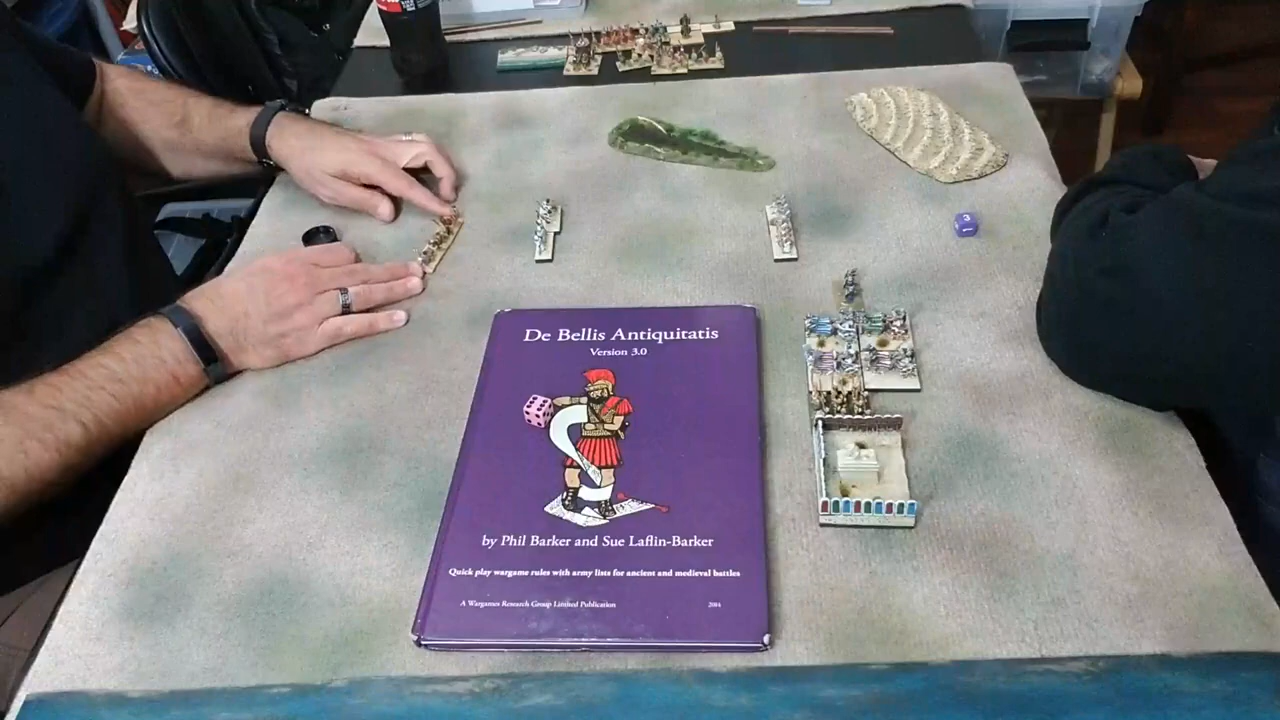 De Bellis Antiquitatis
Version 3.0
by Phil Barker and Sue Laflin-Barker
Quick play wargame rules with army lists for ancient and medieval battles
A Wargames Research Group Limited Publication
2014
3
1